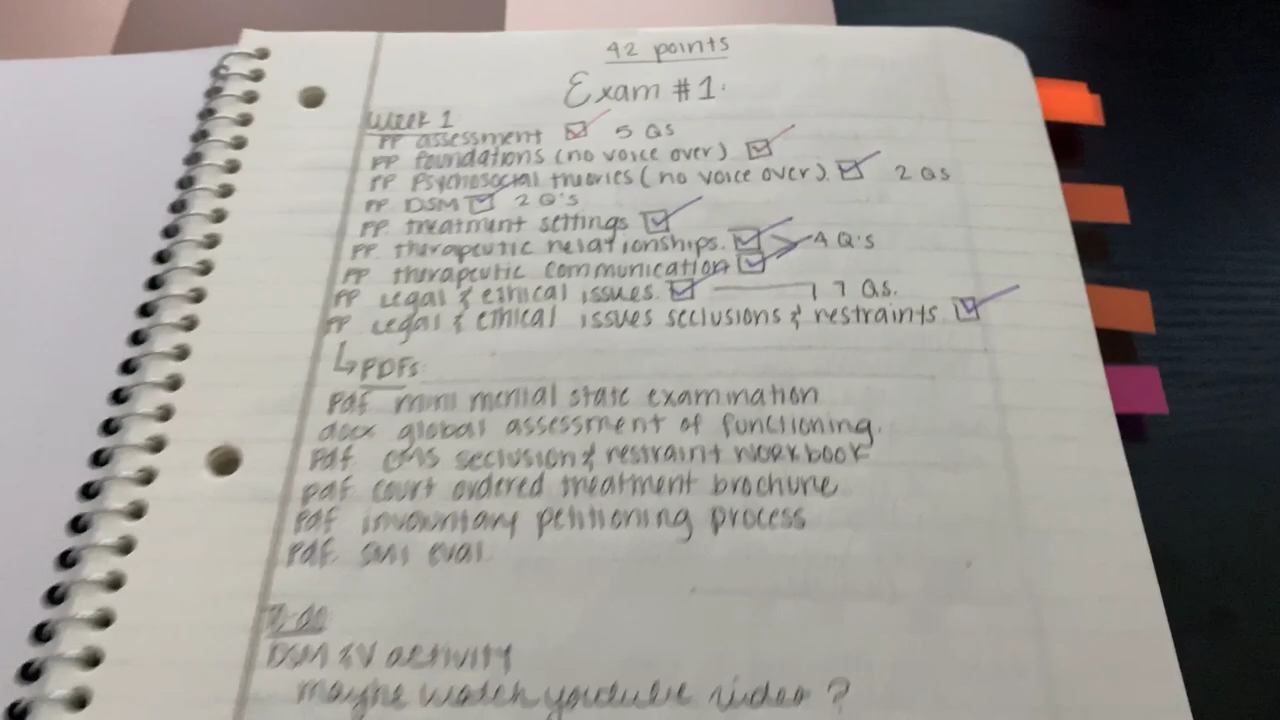 42 points
Exam #1.
Week 1
PP assessment ☑ 5 Qs
PP foundations (no voice over) ☑
PP Psychosocial theories (no voice over). ☑ 2 Qs
PP DSM ☑ 2 Q's
PP treatment settings ☑
PP therapeutic relationships. ☑ 4 Q's
PP therapeutic communication ☑
PP Legal & ethical issues. ☑ 7 Qs.
PP Legal & ethical issues seclusions & restraints ☑
↳ PDFs:
pdf mini mental state examination
docx global assessment of functioning.
pdf CMS seclusion & restraint workbook
pdf court ordered treatment brochure
pdf involuntary petitioning process
pdf eval
To-do
DSM activity
maybe watch youtube video?